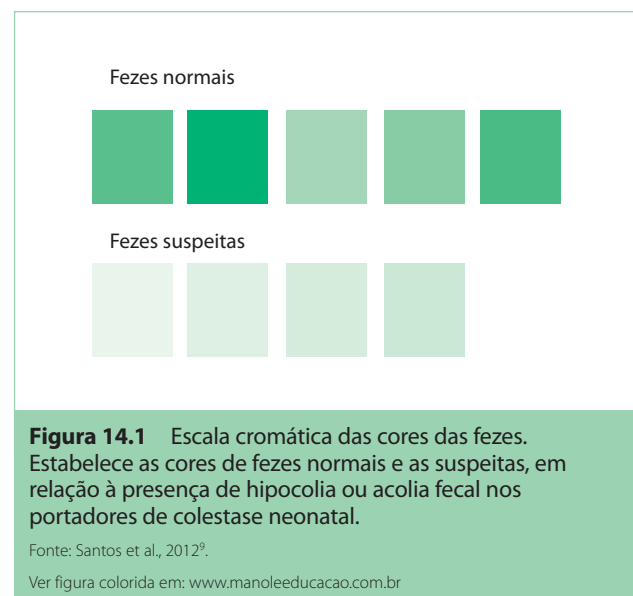 Fezes normais
Fezes suspeitas
Figura 14.1 Escala cromática das cores das fezes.
Estabelece as cores de fezes normais e as suspeitas, em
relação à presença de hipocolia ou acolia fecal nos
portadores de colestase neonatal.
Fonte: Santos et al., 2012⁹.
Ver figura colorida em: www.manoleeducacao.com.br